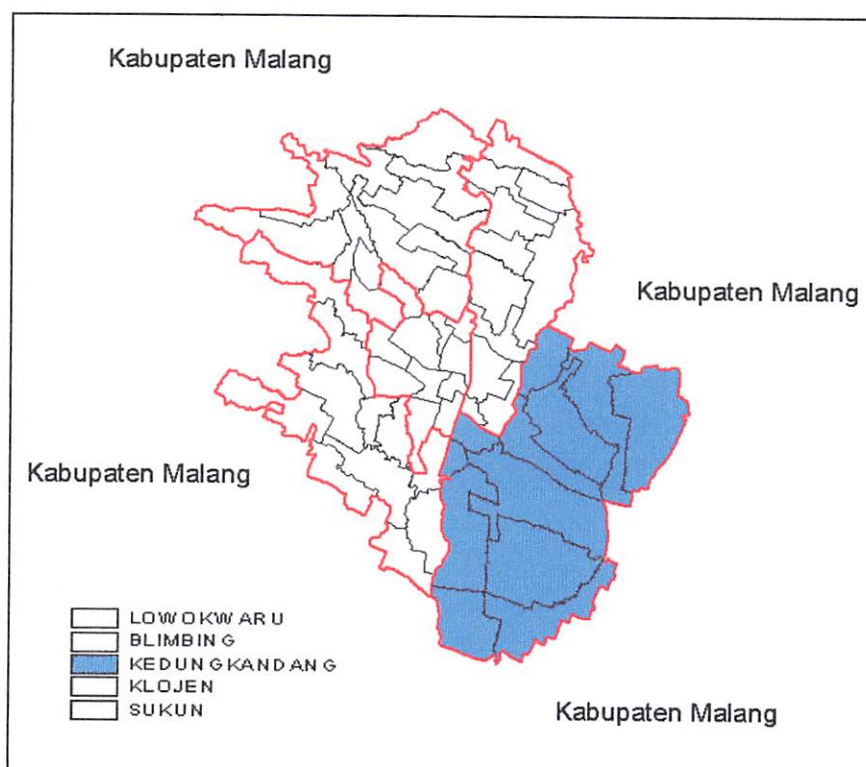 Kabupaten Malang
Kabupaten Malang
Kabupaten Malang
LOWOKWARU
BLIMBING
KEDUNGKANDANG
KLOJEN
SUKUN
Kabupaten Malang